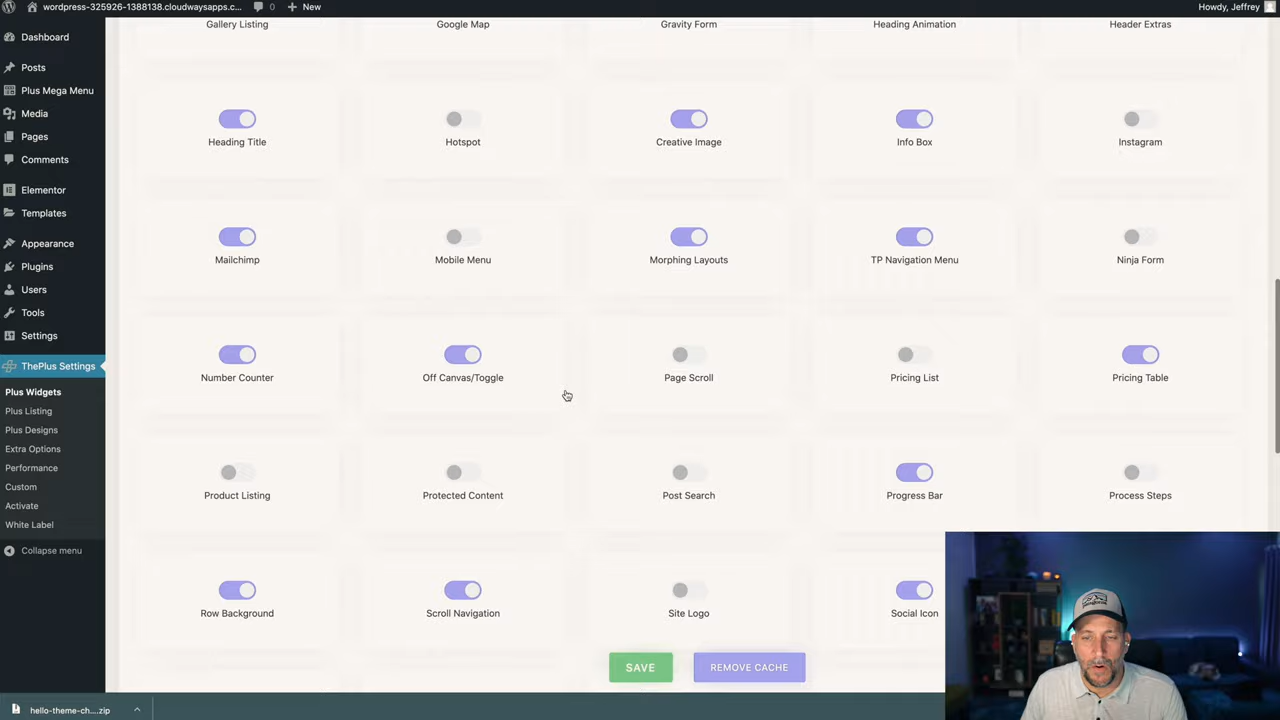 wordpress-325926-1388138.cloudwaysapps.c...
0
New
Howdy, Jeffrey
Dashboard
Posts
Plus Mega Menu
Media
Pages
Comments
Elementor
Templates
Appearance
Plugins
Users
Tools
Settings
ThePlus Settings
Plus Widgets
Plus Listing
Plus Designs
Extra Options
Performance
Custom
Activate
White Label
Collapse menu
Gallery Listing
Google Map
Gravity Form
Heading Animation
Header Extras
Heading Title
Hotspot
Creative Image
Info Box
Instagram
Mailchimp
Mobile Menu
Morphing Layouts
TP Navigation Menu
Ninja Form
Number Counter
Off Canvas/Toggle
Page Scroll
Pricing List
Pricing Table
Product Listing
Protected Content
Post Search
Progress Bar
Process Steps
Row Background
Scroll Navigation
Site Logo
Social Icon
SAVE
REMOVE CACHE
hello-theme-ch....zip